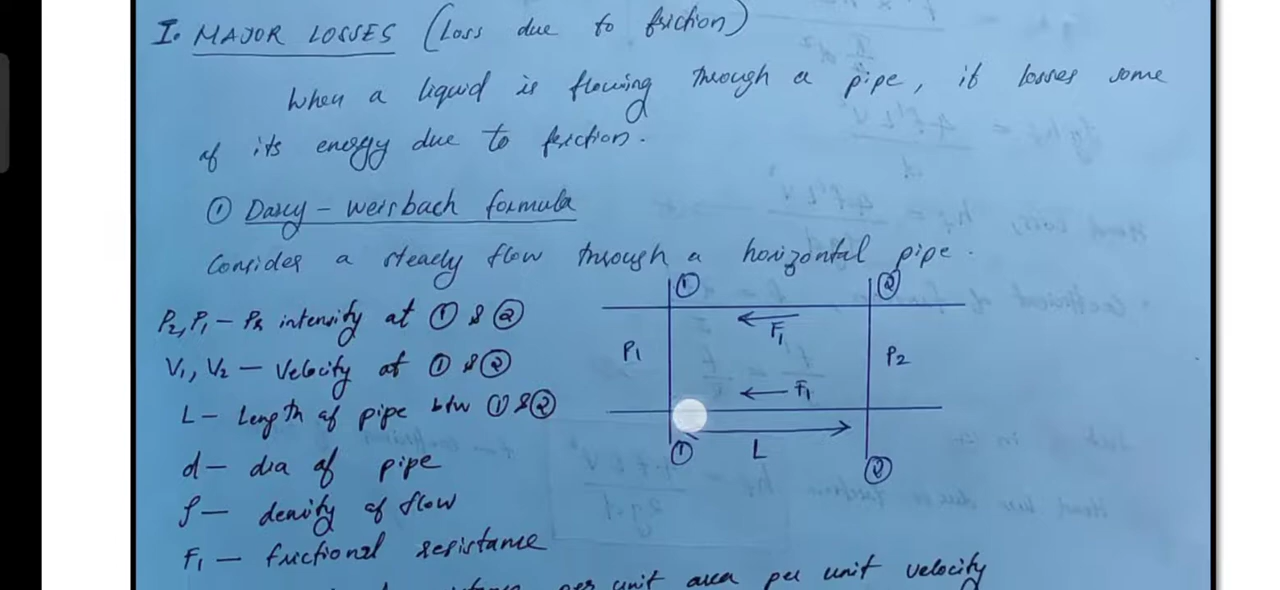 I. MAJOR LOSSES (Loss due to friction)
When a liquid is flowing through a pipe, it losses some
of its energy due to friction.
① Darcy - Weisbach formula
Consider a steady flow through a horizontal pipe.
P₂, P₁ - Pr intensity at ① & ②
V₁, V₂ - Velocity at ① & ②
L - Length of pipe btw ① & ②
d - dia of pipe
ρ - density of flow
F₁ - frictional resistance
per unit area per unit velocity
① ②
F₁
P₁ P₂
F₁
L
① ②